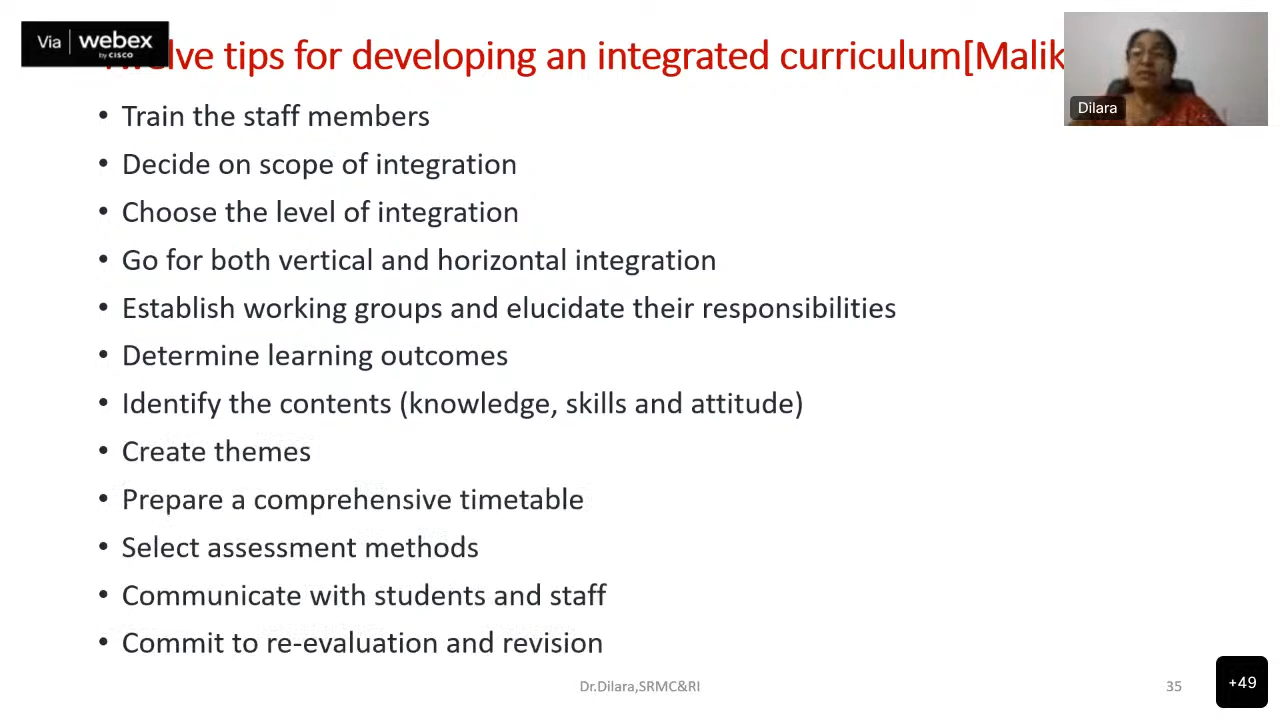 Via webex
by CISCO
tips for developing an integrated curriculum[Malik
Dilara
• Train the staff members
• Decide on scope of integration
• Choose the level of integration
• Go for both vertical and horizontal integration
• Establish working groups and elucidate their responsibilities
• Determine learning outcomes
• Identify the contents (knowledge, skills and attitude)
• Create themes
• Prepare a comprehensive timetable
• Select assessment methods
• Communicate with students and staff
• Commit to re-evaluation and revision
Dr.Dilara,SRMC&RI
35
+49